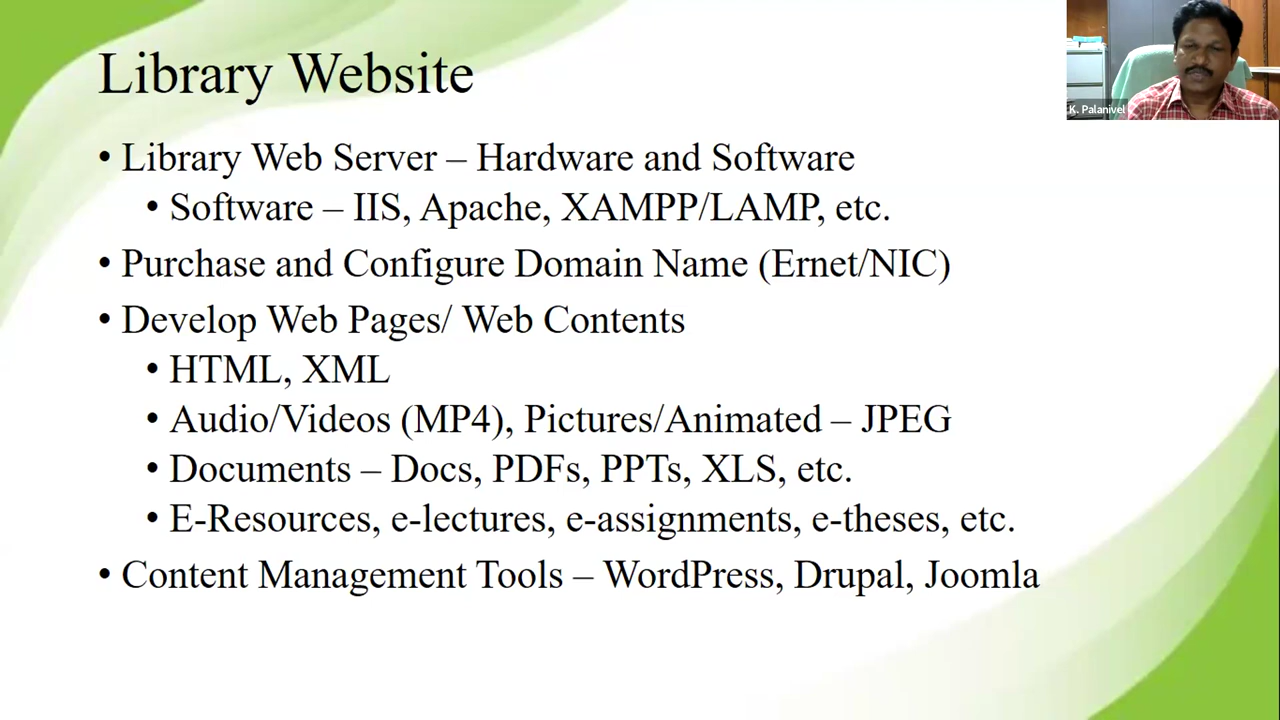 Library Website
K. Palanivel
• Library Web Server – Hardware and Software
• Software – IIS, Apache, XAMPP/LAMP, etc.
• Purchase and Configure Domain Name (Ernet/NIC)
• Develop Web Pages/ Web Contents
• HTML, XML
• Audio/Videos (MP4), Pictures/Animated – JPEG
• Documents – Docs, PDFs, PPTs, XLS, etc.
• E-Resources, e-lectures, e-assignments, e-theses, etc.
• Content Management Tools – WordPress, Drupal, Joomla